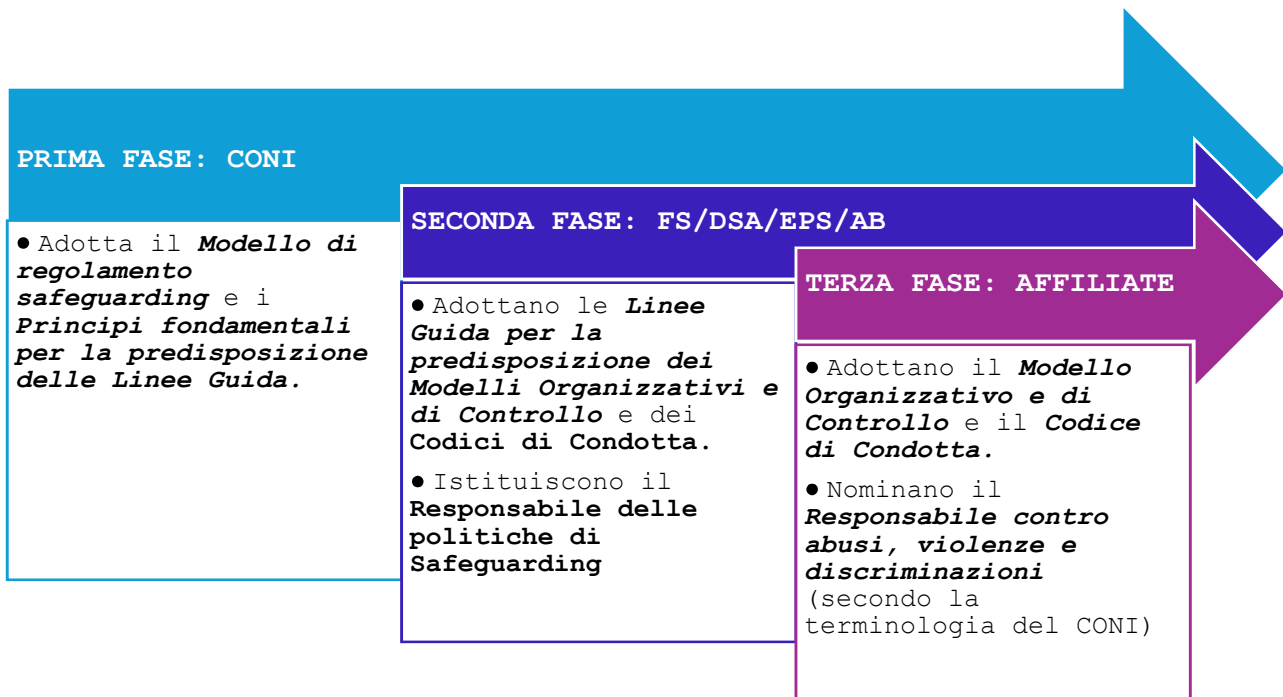 PRIMA FASE: CONI
● Adotta il Modello di
regolamento
safeguarding e i
Principi fondamentali
per la predisposizione
delle Linee Guida.
SECONDA FASE: FS/DSA/EPS/AB
● Adottano le Linee
Guida per la
predisposizione dei
Modelli Organizzativi e
di Controllo e dei
Codici di Condotta.
● Istituiscono il
Responsabile delle
politiche di
Safeguarding
TERZA FASE: AFFILIATE
● Adottano il Modello
Organizzativo e di
Controllo e il Codice
di Condotta.
● Nominano il
Responsabile contro
abusi, violenze e
discriminazioni
(secondo la
terminologia del CONI)